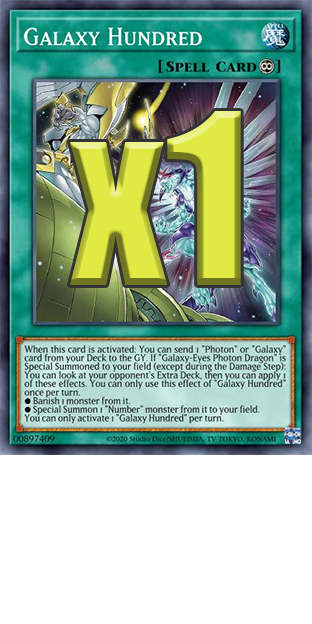 Galaxy Hundred
[Spell Card]
x1
When this card is activated: You can send 1 "Photon" or "Galaxy"
card from your Deck to the GY. If "Galaxy-Eyes Photon Dragon" is
Special Summoned to your field (except during the Damage Step):
You can look at your opponent's Extra Deck, then you can apply 1
of these effects. You can only use this effect of "Galaxy Hundred"
once per turn.
● Banish 1 monster from it.
● Special Summon 1 "Number" monster from it to your field.
You can only activate 1 "Galaxy Hundred" per turn.
00897409 ©2020 Studio Dice/SHUEISHA, TV TOKYO, KONAMI